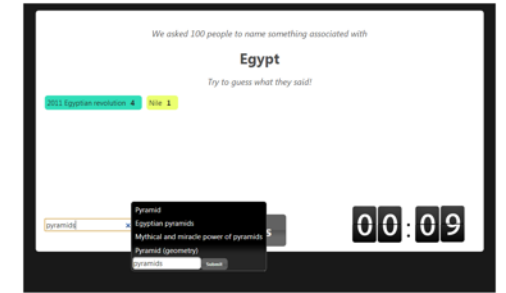 We asked 100 people to name something associated with
Egypt
Try to guess what they said!
2011 Egyptian revolution 4 Nile 1
pyramids x
Pyramid
Egyptian pyramids
Mythical and miracle power of pyramids
Pyramid (geometry)
pyramids Submit
s
00:09